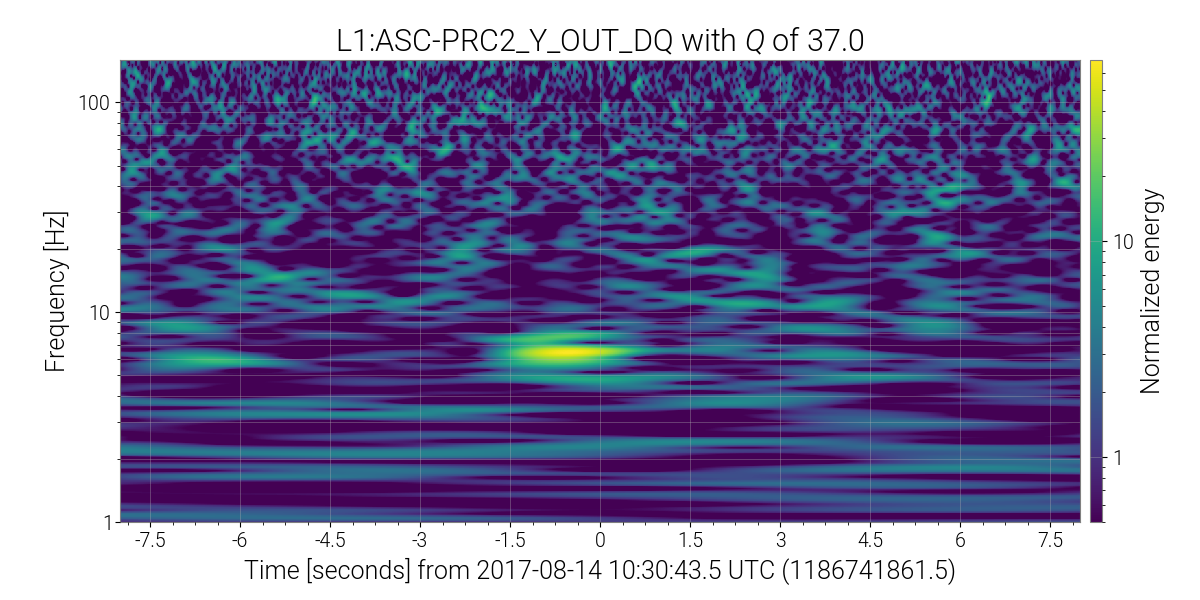 L1:ASC-PRC2_Y_OUT_DQ with Q of 37.0
100
10
1
Frequency [Hz]
-7.5 -6 -4.5 -3 -1.5 0 1.5 3 4.5 6 7.5
Time [seconds] from 2017-08-14 10:30:43.5 UTC (1186741861.5)
10
1
Normalized energy